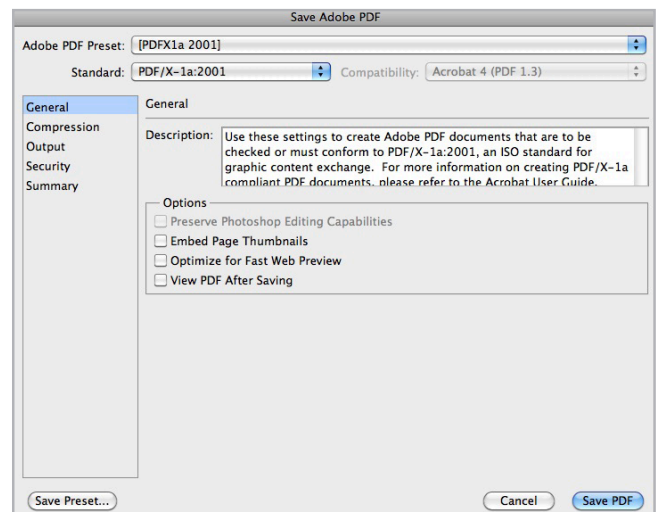 Save Adobe PDF
Adobe PDF Preset: [PDFX1a 2001]
Standard: PDF/X-1a:2001 Compatibility: Acrobat 4 (PDF 1.3)
General
Compression
Output
Security
Summary
General
Description: Use these settings to create Adobe PDF documents that are to be
checked or must conform to PDF/X-1a:2001, an ISO standard for
graphic content exchange. For more information on creating PDF/X-1a
compliant PDF documents, please refer to the Acrobat User Guide.
Options
Preserve Photoshop Editing Capabilities
Embed Page Thumbnails
Optimize for Fast Web Preview
View PDF After Saving
Save Preset... Cancel Save PDF